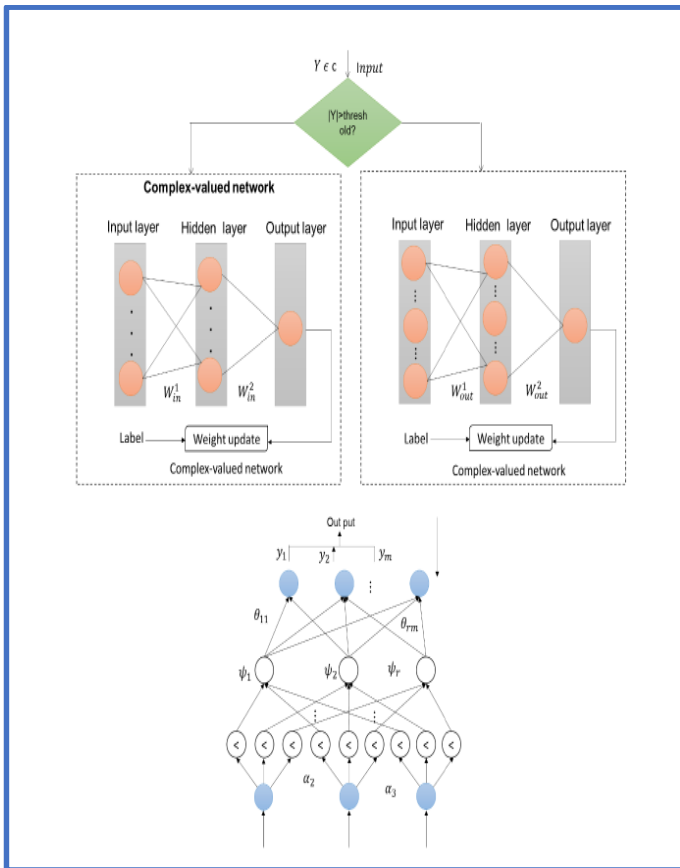 Y ϵ c Input
|Y|>thresh
old?
Complex-valued network
Input layer Hidden layer Output layer
W¹in W²in
Label Weight update
Complex-valued network
Input layer Hidden layer Output layer
W¹out W²out
Label Weight update
Complex-valued network
Out put
y₁ y₂ yₘ
θ₁₁ θᵣₘ
ψ₁ ψ₂ ψᵣ
< < < < < < < < <
α₂ α₃